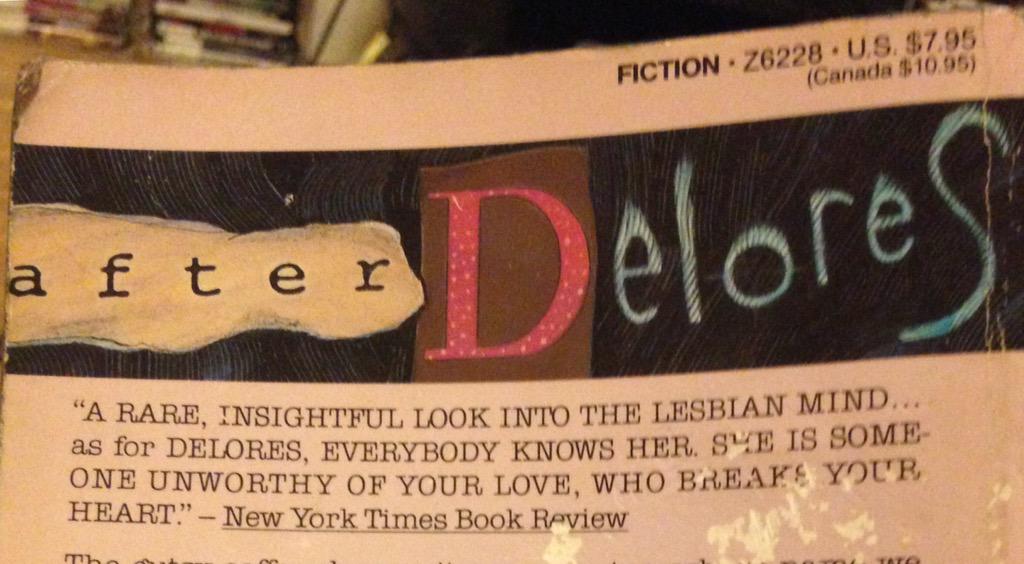 FICTION · Z6228 · U.S. $7.95
(Canada $10.95)
after Delores
“A RARE, INSIGHTFUL LOOK INTO THE LESBIAN MIND...
as for DELORES, EVERYBODY KNOWS HER. SHE IS SOME-
ONE UNWORTHY OF YOUR LOVE, WHO BREAKS YOUR
HEART.” – New York Times Book Review
The